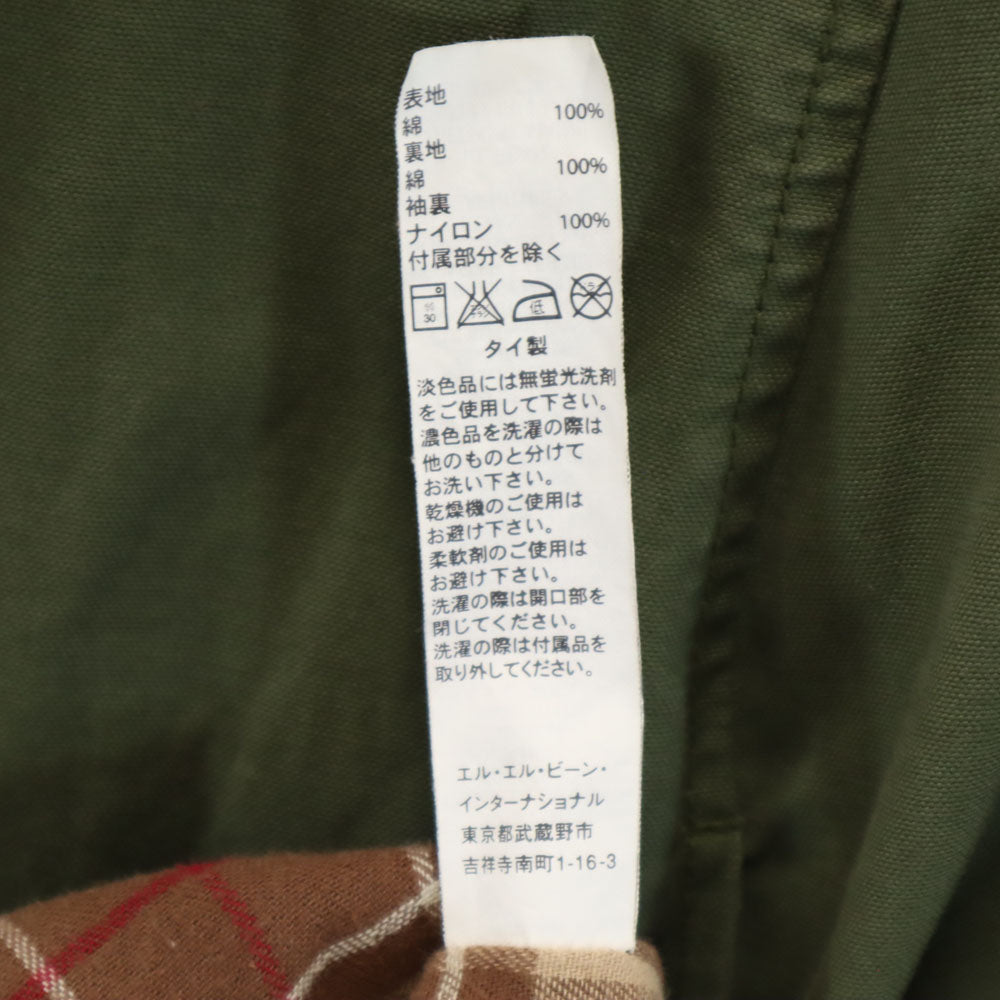 表地
綿 100%
裏地
綿 100%
袖裏
ナイロン 100%
付属部分を除く
30 低
タイ製
淡色品には無蛍光洗剤
をご使用して下さい。
濃色品を洗濯の際は
他のものと分けて
お洗い下さい。
乾燥機のご使用は
お避け下さい。
柔軟剤のご使用は
お避け下さい。
洗濯の際は開口部を
閉じてください。
洗濯の際は付属品を
取り外してください。
エル・エル・ビーン・
インターナショナル
東京都武蔵野市
吉祥寺南町1-16-3